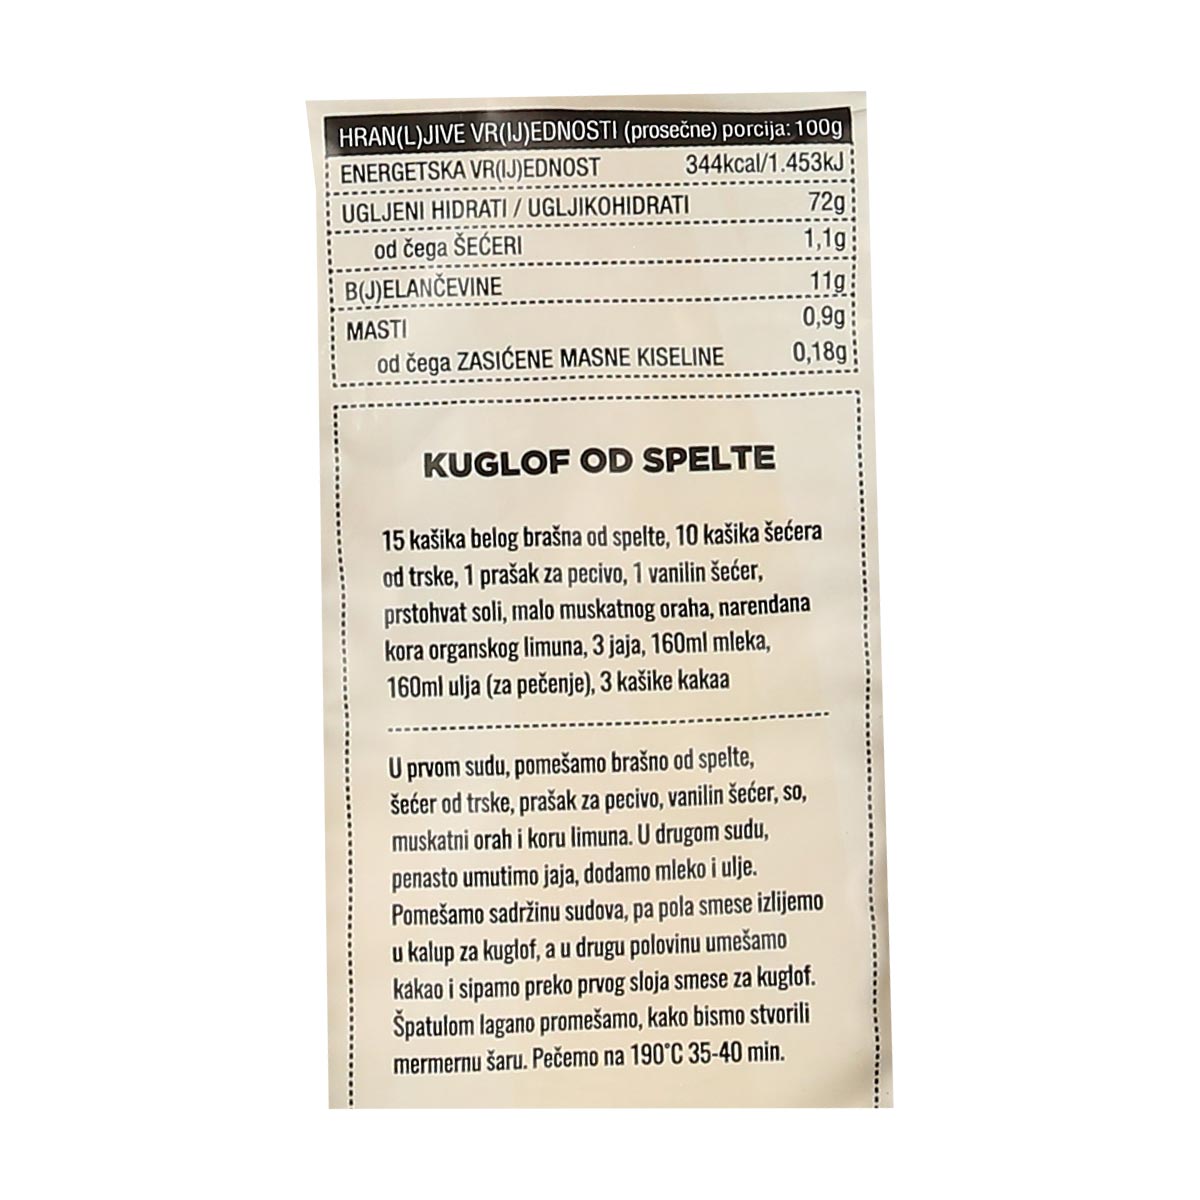 HRAN(L)JIVE VR(IJ)EDNOSTI (prosečne) porcija: 100g
ENERGETSKA VR(IJ)EDNOST 344kcal/1.453kJ
UGLJENI HIDRATI / UGLJIKOHIDRATI 72g
od čega ŠEĆERI 1,1g
B(J)ELANČEVINE 11g
MASTI 0,9g
od čega ZASIĆENE MASNE KISELINE 0,18g
KUGLOF OD SPELTE
15 kašika belog brašna od spelte, 10 kašika šećera
od trske, 1 prašak za pecivo, 1 vanilin šećer,
prstohvat soli, malo muskatnog oraha, narendana
kora organskog limuna, 3 jaja, 160ml mleka,
160ml ulja (za pečenje), 3 kašike kakaa
U prvom sudu, pomešamo brašno od spelte,
šećer od trske, prašak za pecivo, vanilin šećer, so,
muskatni orah i koru limuna. U drugom sudu,
penasto umutimo jaja, dodamo mleko i ulje.
Pomešamo sadržinu sudova, pa pola smese izlijemo
u kalup za kuglof, a u drugu polovinu umešamo
kakao i sipamo preko prvog sloja smese za kuglof.
Špatulom lagano promešamo, kako bismo stvorili
mermernu šaru. Pečemo na 190°C 35-40 min.